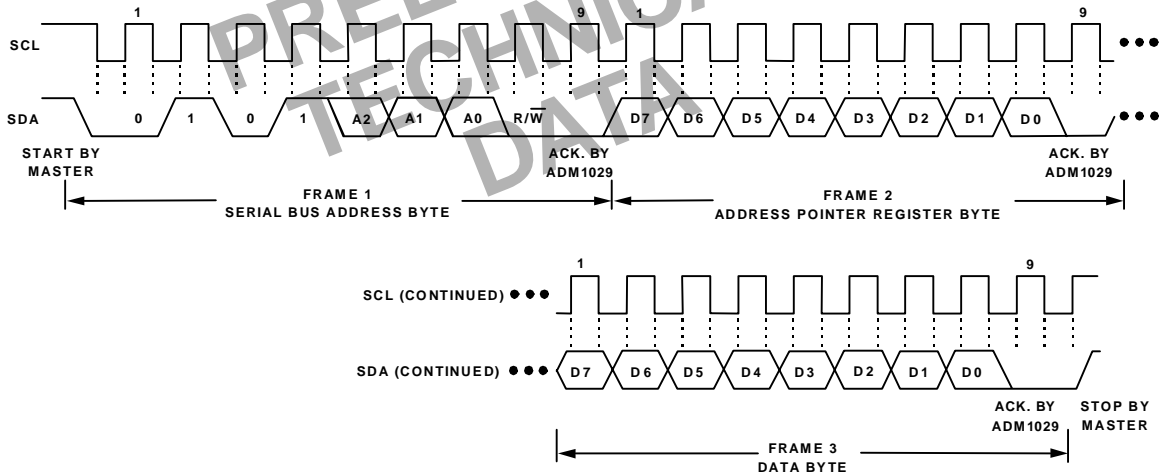 PRELIMINARY
TECHNICAL
DATA
1 9 1 9
SCL
SDA 0 1 0 1 A2 A1 A0 R/W̅ D7 D6 D5 D4 D3 D2 D1 D0
START BY
MASTER
ACK. BY
ADM1029
ACK. BY
ADM1029
FRAME 1
SERIAL BUS ADDRESS BYTE
FRAME 2
ADDRESS POINTER REGISTER BYTE
1 9
SCL (CONTINUED)
SDA (CONTINUED) D7 D6 D5 D4 D3 D2 D1 D0
ACK. BY
ADM1029
STOP BY
MASTER
FRAME 3
DATA BYTE